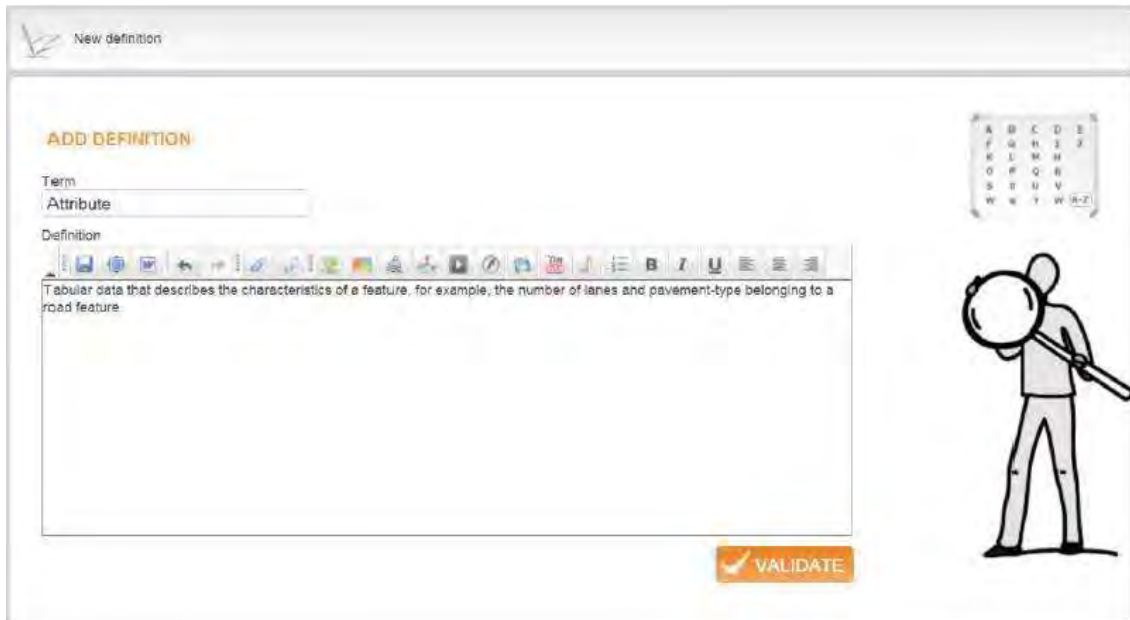 New definition
ADD DEFINITION
Term
Attribute
Definition
B I U
Tabular data that describes the characteristics of a feature, for example, the number of lanes and pavement-type belonging to a
road feature
VALIDATE
A B C D E
K L M N
O P Q R
S T U V
A-Z